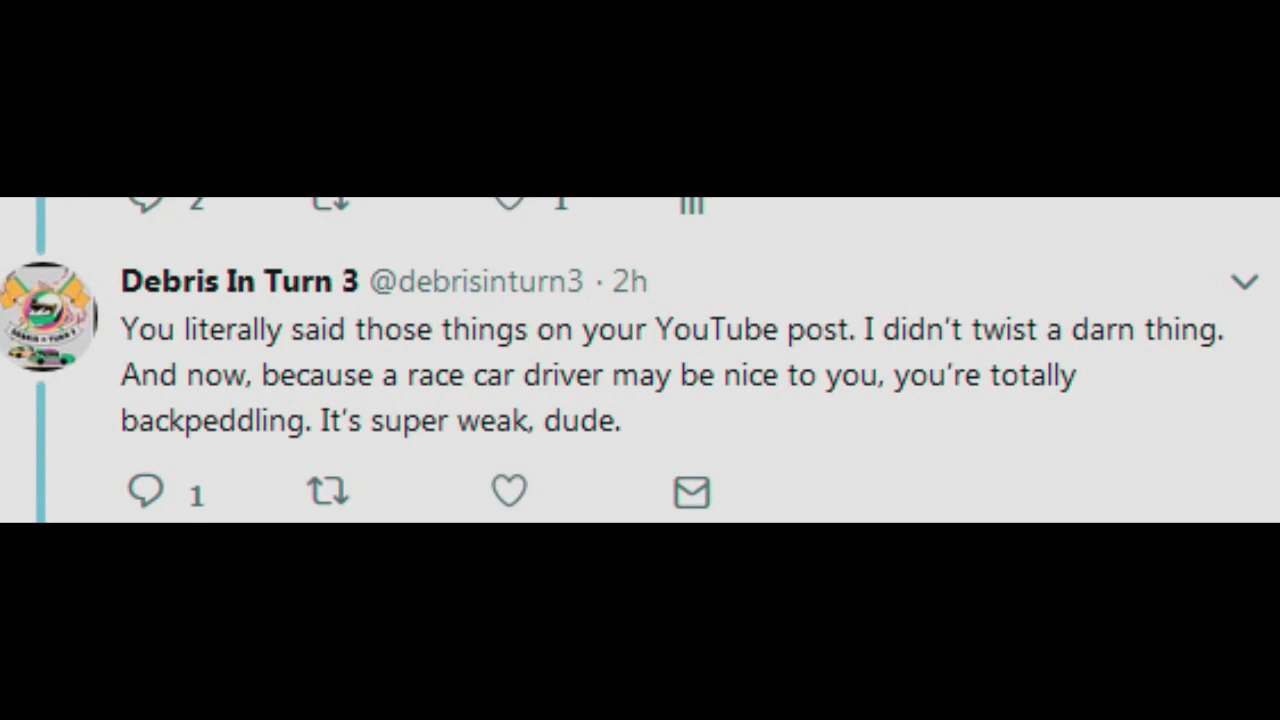 2 1
Debris In Turn 3 @debrisinturn3 · 2h
You literally said those things on your YouTube post. I didn't twist a darn thing.
And now, because a race car driver may be nice to you, you're totally
backpeddling. It's super weak, dude.
1